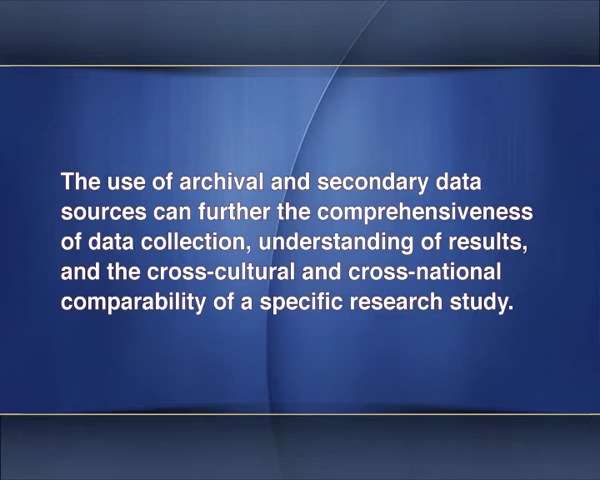 The use of archival and secondary data
sources can further the comprehensiveness
of data collection, understanding of results,
and the cross-cultural and cross-national
comparability of a specific research study.